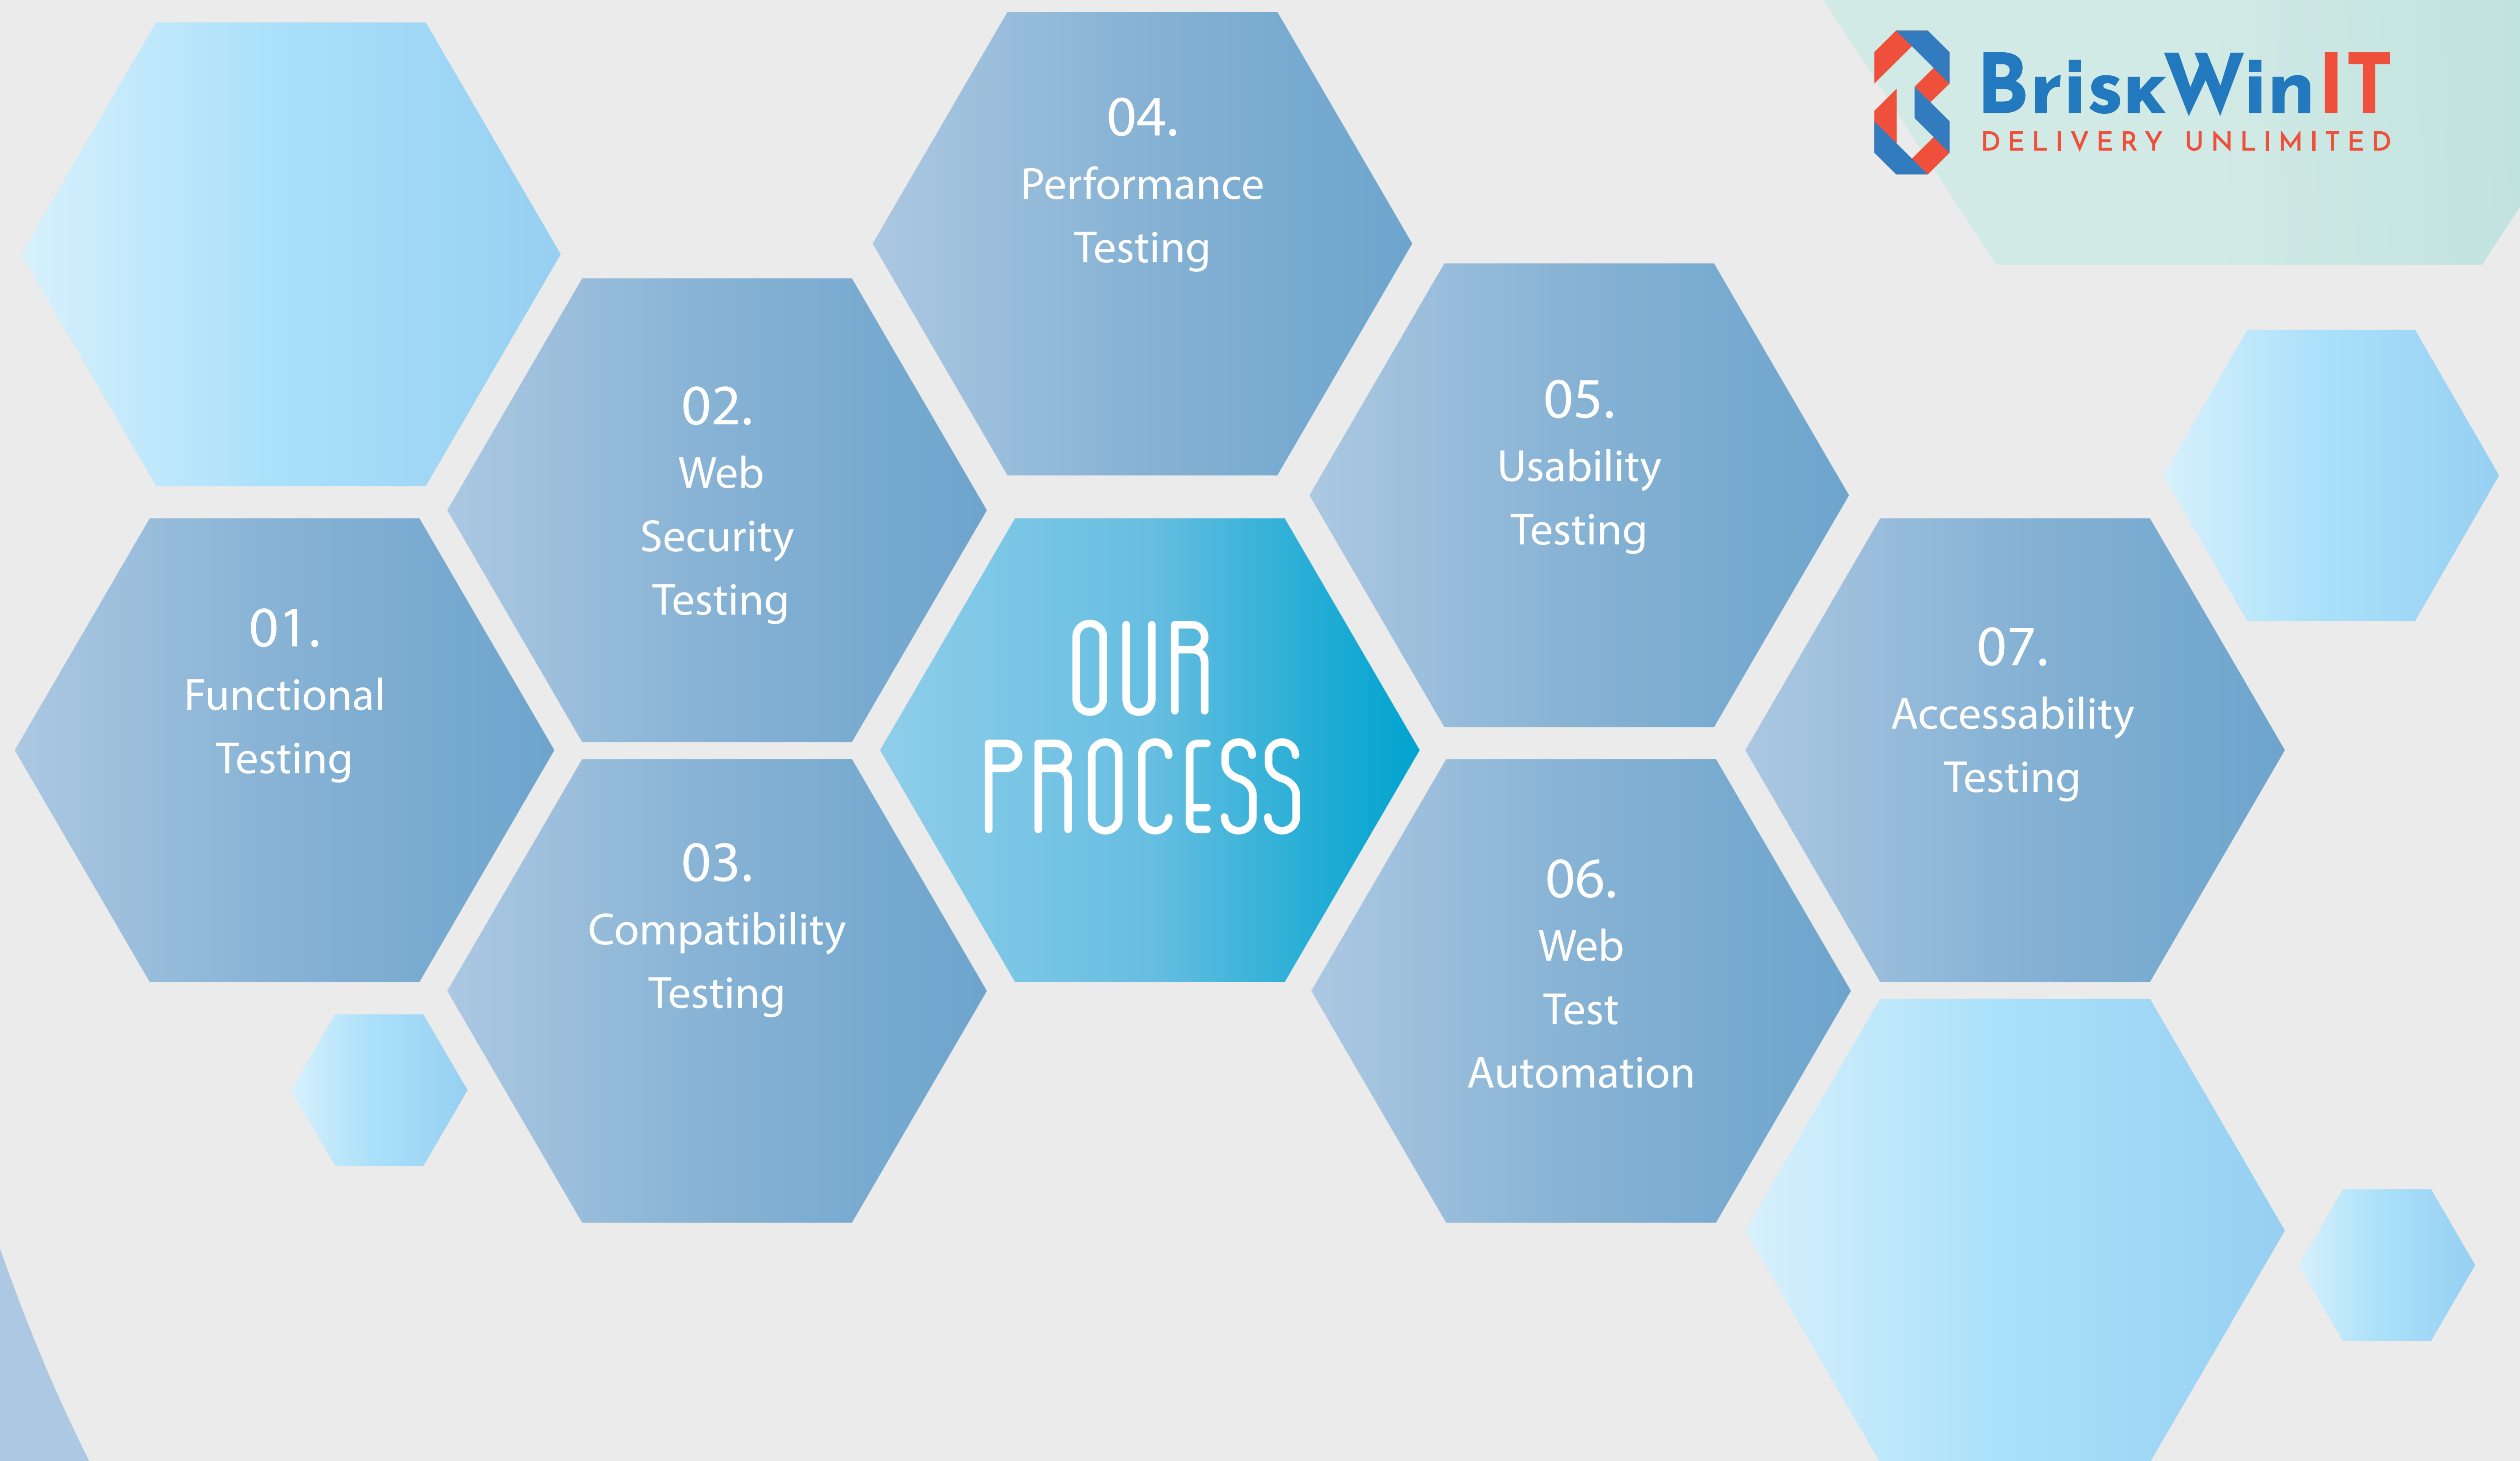 BriskWinIT
DELIVERY UNLIMITED
01.
Functional
Testing
02.
Web
Security
Testing
03.
Compatibility
Testing
04.
Performance
Testing
OUR
PROCESS
05.
Usability
Testing
06.
Web
Test
Automation
07.
Accessability
Testing